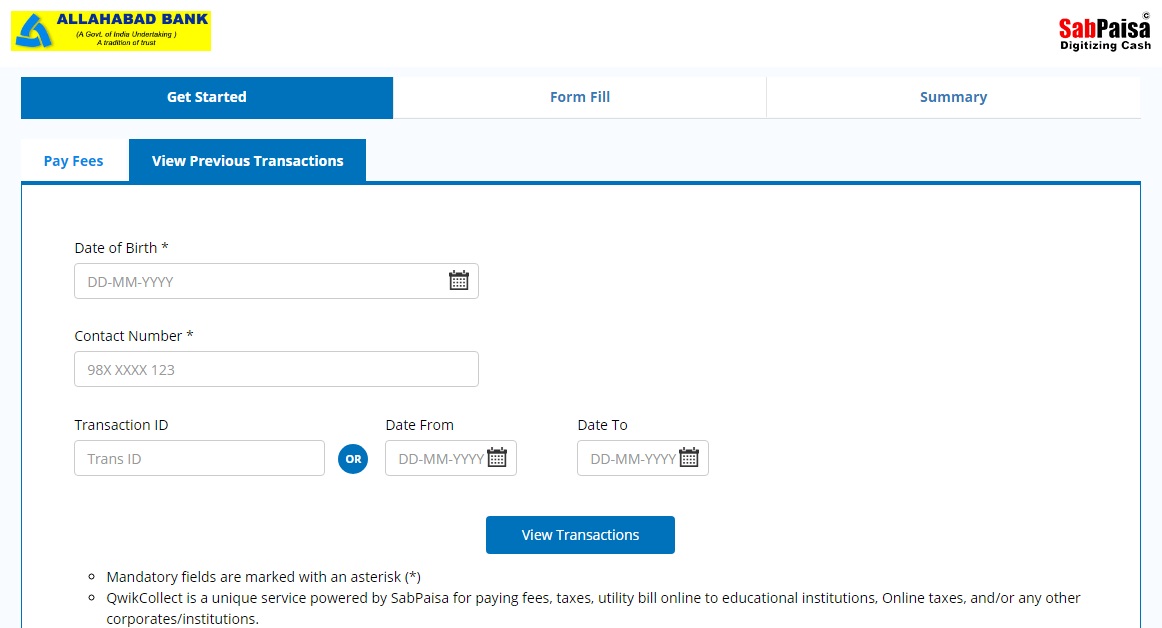 ALLAHABAD BANK
(A Govt. of India Undertaking )
A tradition of trust
©
SabPaisa
Digitizing Cash
Get Started
Form Fill
Summary
Pay Fees
View Previous Transactions
Date of Birth *
DD-MM-YYYY
Contact Number *
98X XXXX 123
Transaction ID
Date From
Date To
Trans ID
OR
DD-MM-YYYY
DD-MM-YYYY
View Transactions
Mandatory fields are marked with an asterisk (*)
QwikCollect is a unique service powered by SabPaisa for paying fees, taxes, utility bill online to educational institutions, Online taxes, and/or any other
corporates/institutions.